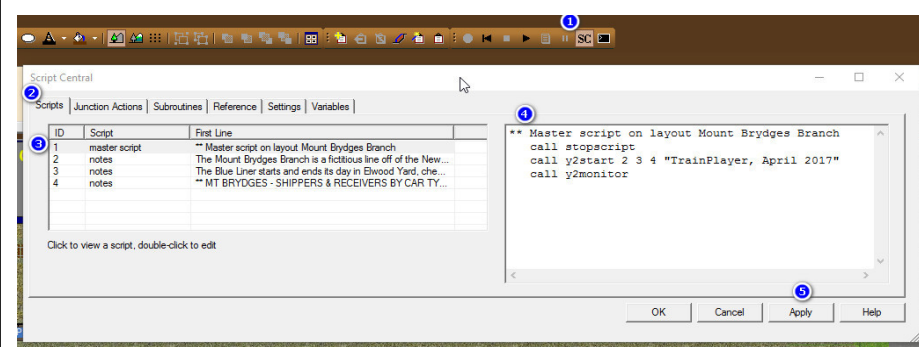 1
SC
Script Central
2
Scripts Junction Actions Subroutines Reference Settings Variables
4
3
ID Script First Line
1 master script ** Master script on layout Mount Brydges Branch
2 notes The Mount Brydges Branch is a fictitious line off of the New...
3 notes The Blue Liner starts and ends its day in Elwood Yard, che...
4 notes ** MT BRYDGES - SHIPPERS & RECEIVERS BY CAR TY...
Click to view a script, double-click to edit
** Master script on layout Mount Brydges Branch
call stopscript
call y2start 2 3 4 "TrainPlayer, April 2017"
call y2monitor
5
OK Cancel Apply Help